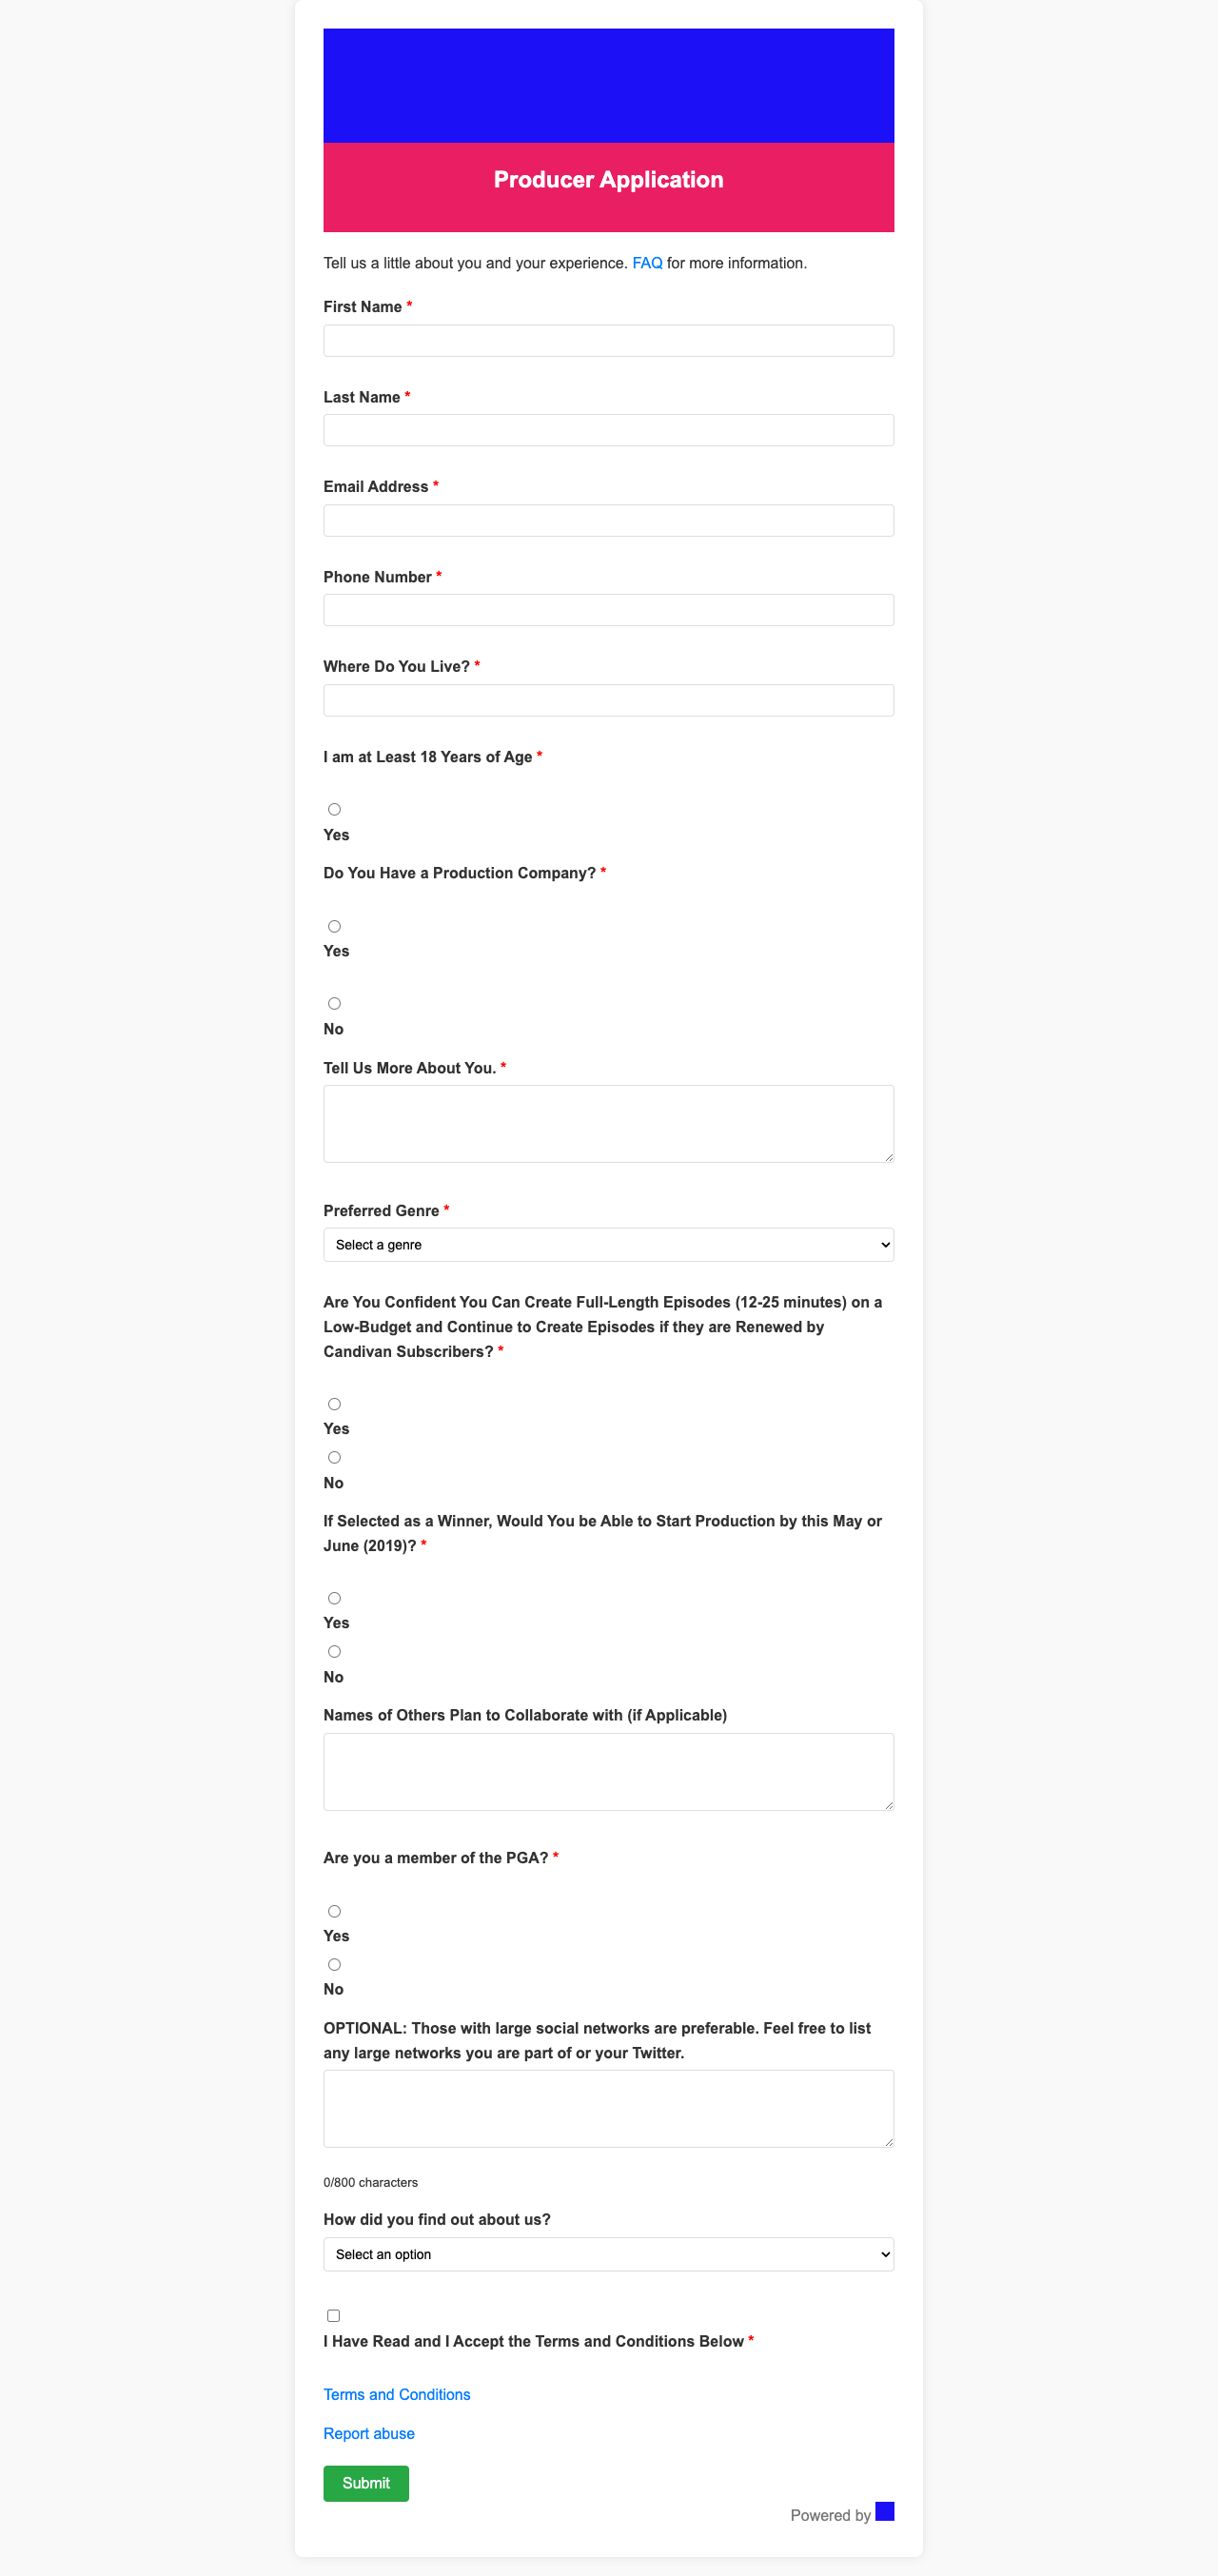 Producer Application
Tell us a little about you and your experience. FAQ for more information.
First Name *
Last Name *
Email Address *
Phone Number *
Where Do You Live? *
I am at Least 18 Years of Age *
Yes
Do You Have a Production Company? *
Yes
No
Tell Us More About You. *
Preferred Genre *
Select a genre
Are You Confident You Can Create Full-Length Episodes (12-25 minutes) on a
Low-Budget and Continue to Create Episodes if they are Renewed by
Candivan Subscribers? *
Yes
No
If Selected as a Winner, Would You be Able to Start Production by this May or
June (2019)? *
Yes
No
Names of Others Plan to Collaborate with (if Applicable)
Are you a member of the PGA? *
Yes
No
OPTIONAL: Those with large social networks are preferable. Feel free to list
any large networks you are part of or your Twitter.
0/800 characters
How did you find out about us?
Select an option
I Have Read and I Accept the Terms and Conditions Below *
Terms and Conditions
Report abuse
Submit
Powered by